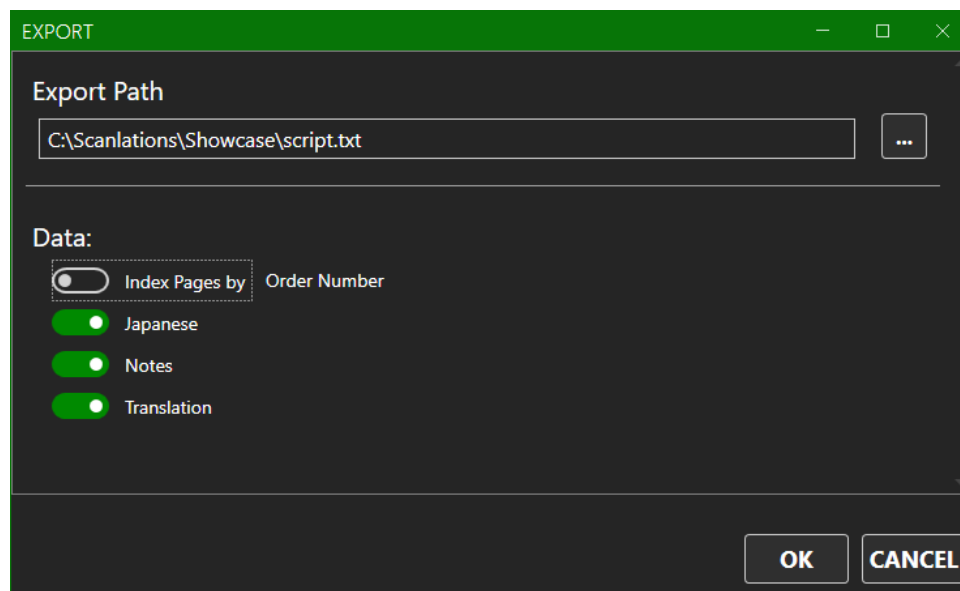 EXPORT
Export Path
C:\Scanlations\Showcase\script.txt
...
Data:
Index Pages by Order Number
Japanese
Notes
Translation
OK CANCEL